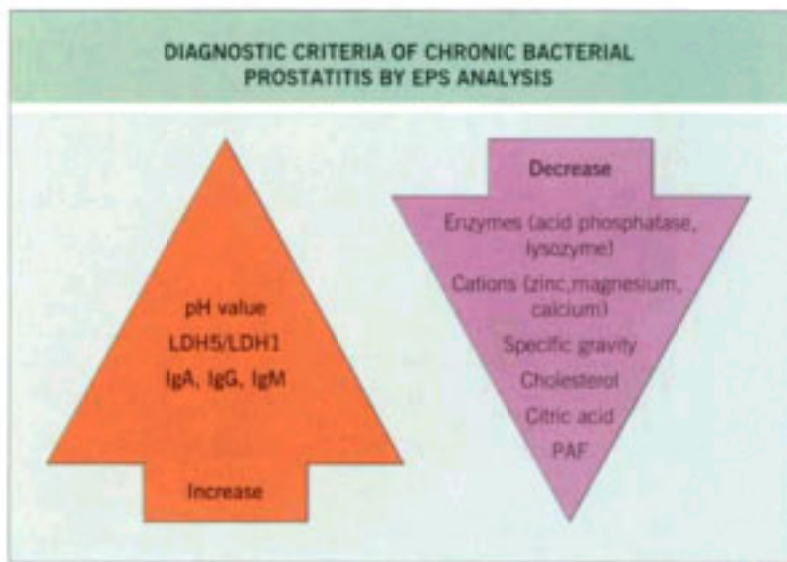 DIAGNOSTIC CRITERIA OF CHRONIC BACTERIAL
PROSTATITIS BY EPS ANALYSIS
pH value
LDH5/LDH1
IgA, IgG, IgM
Increase
Decrease
Enzymes (acid phosphatase,
lysozyme)
Cations (zinc,magnesium,
calcium)
Specific gravity
Cholesterol
Citric acid
PAF